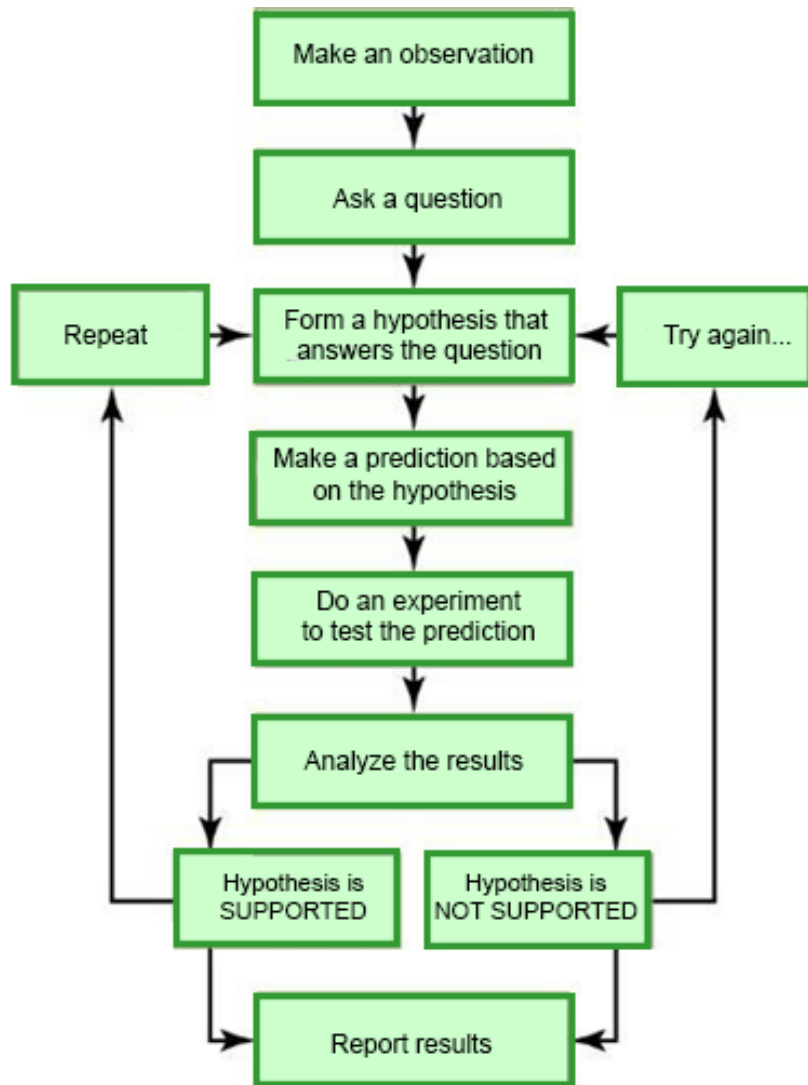 Make an observation
Ask a question
Repeat
Form a hypothesis that
answers the question
Try again...
Make a prediction based
on the hypothesis
Do an experiment
to test the prediction
Analyze the results
Hypothesis is
SUPPORTED
Hypothesis is
NOT SUPPORTED
Report results